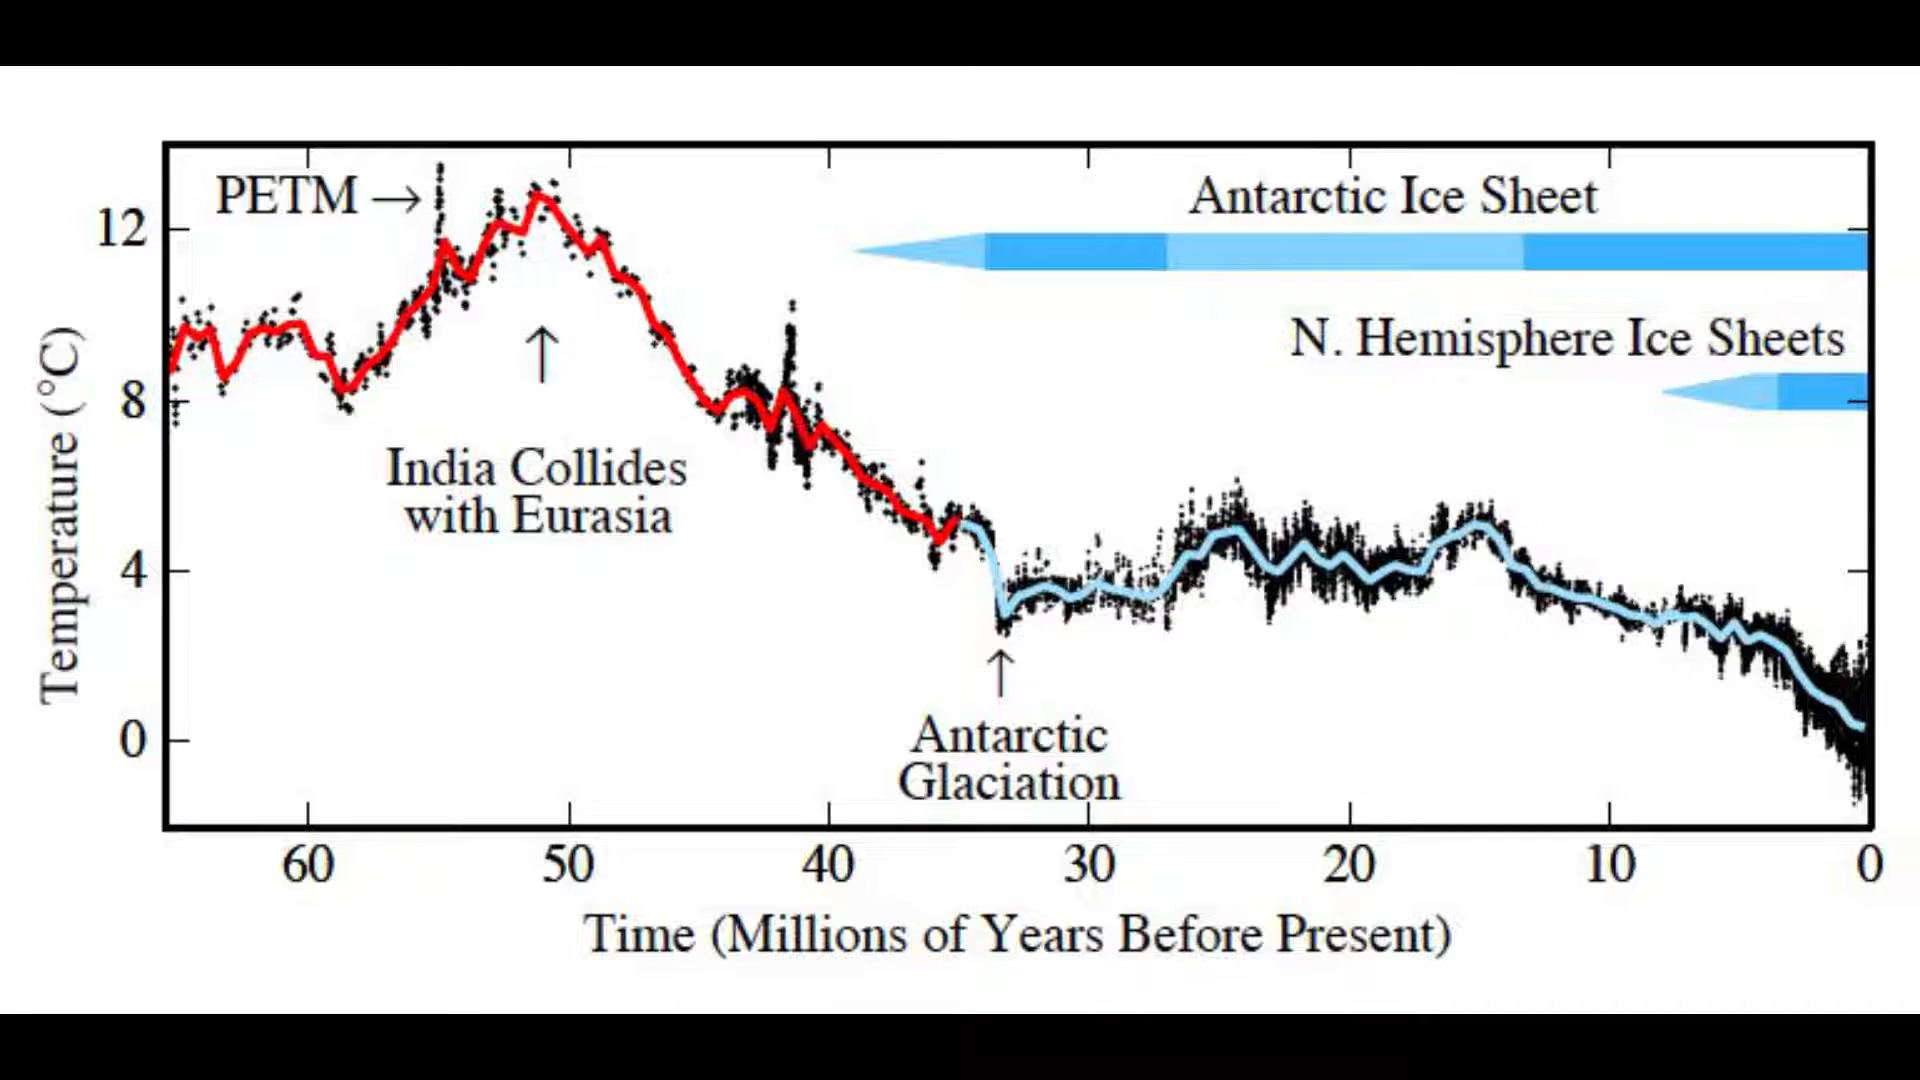 PETM →
Antarctic Ice Sheet
12
N. Hemisphere Ice Sheets
8
India Collides
with Eurasia
4
Antarctic
Glaciation
0
Temperature (°C)
60 50 40 30 20 10 0
Time (Millions of Years Before Present)